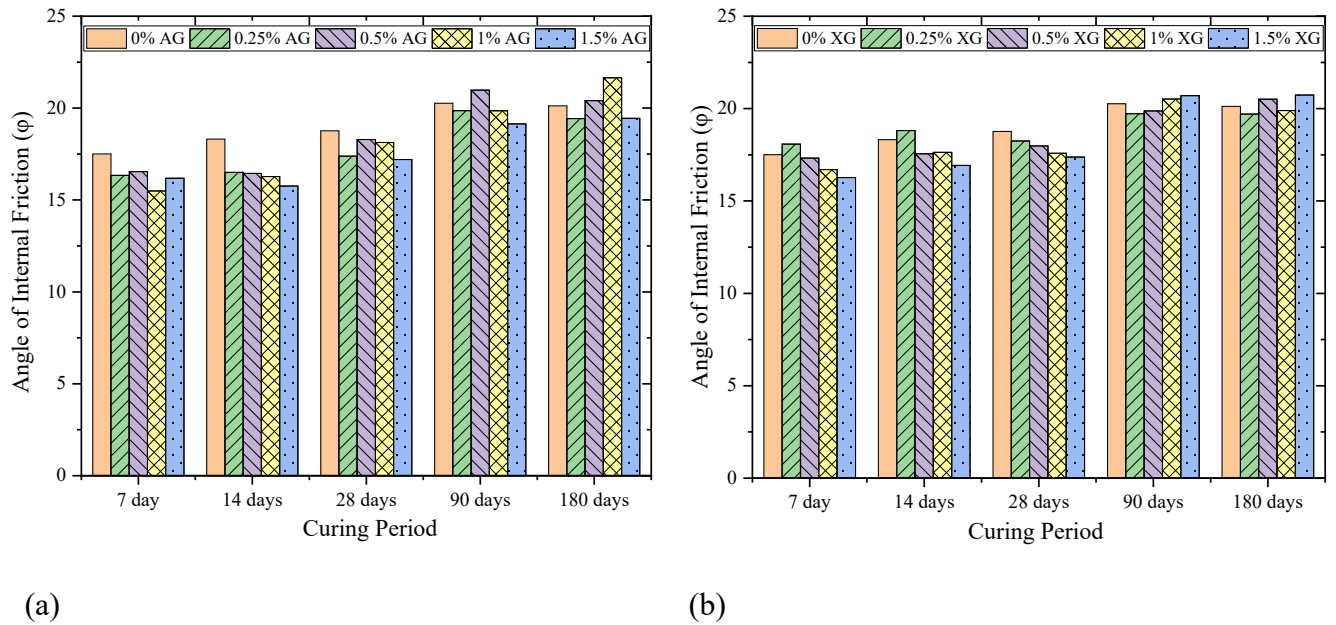 25
0% AG 0.25% AG 0.5% AG 1% AG 1.5% AG
20
15
10
5
0
Angle of Internal Friction (φ)
7 day 14 days 28 days 90 days 180 days
Curing Period
(a)
25
0% XG 0.25% XG 0.5% XG 1% XG 1.5% XG
20
15
10
5
0
Angle of Internal Friction (φ)
7 day 14 days 28 days 90 days 180 days
Curing Period
(b)